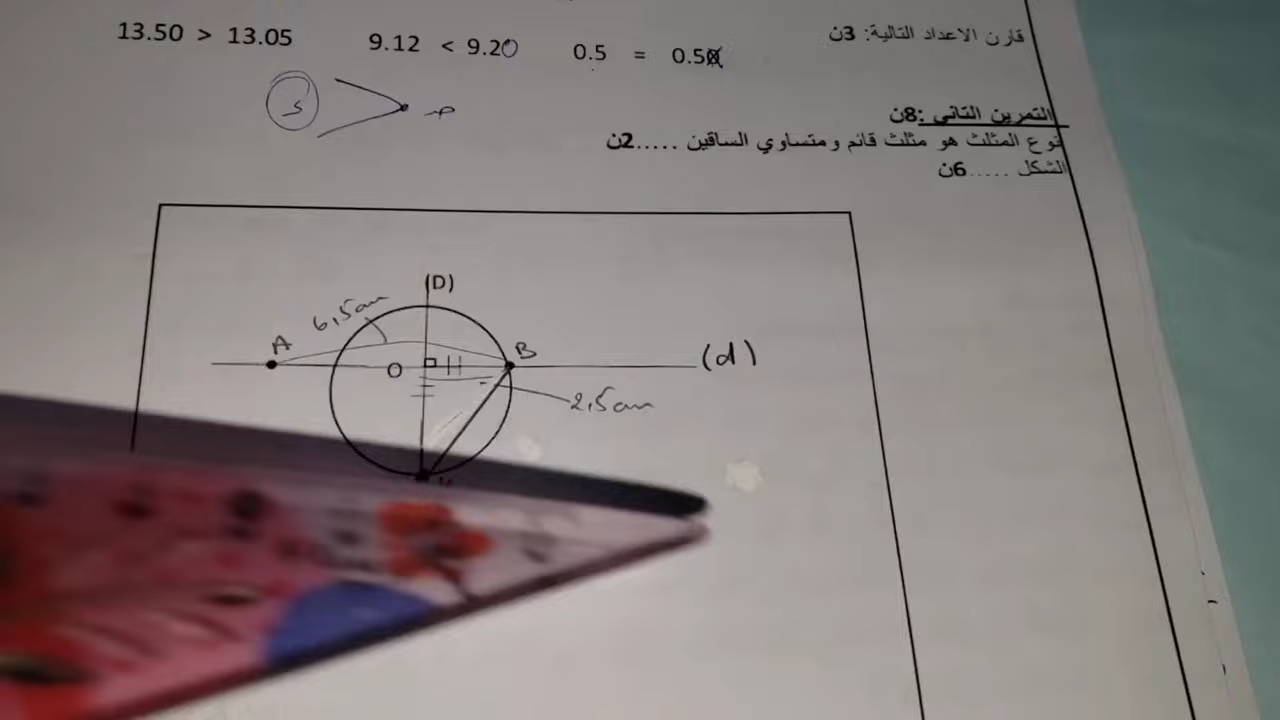 قارن الاعداد التالية: 3ن
13.50 > 13.05 9.12 < 9.20 0.5 = 0.50
التمرين الثاني :8ن
نوع المثلث هو مثلث قائم و متساوي الساقين .....2ن
الشكل .....6ن
(D)
6,5cm
A
B
O
(d)
2,5cm